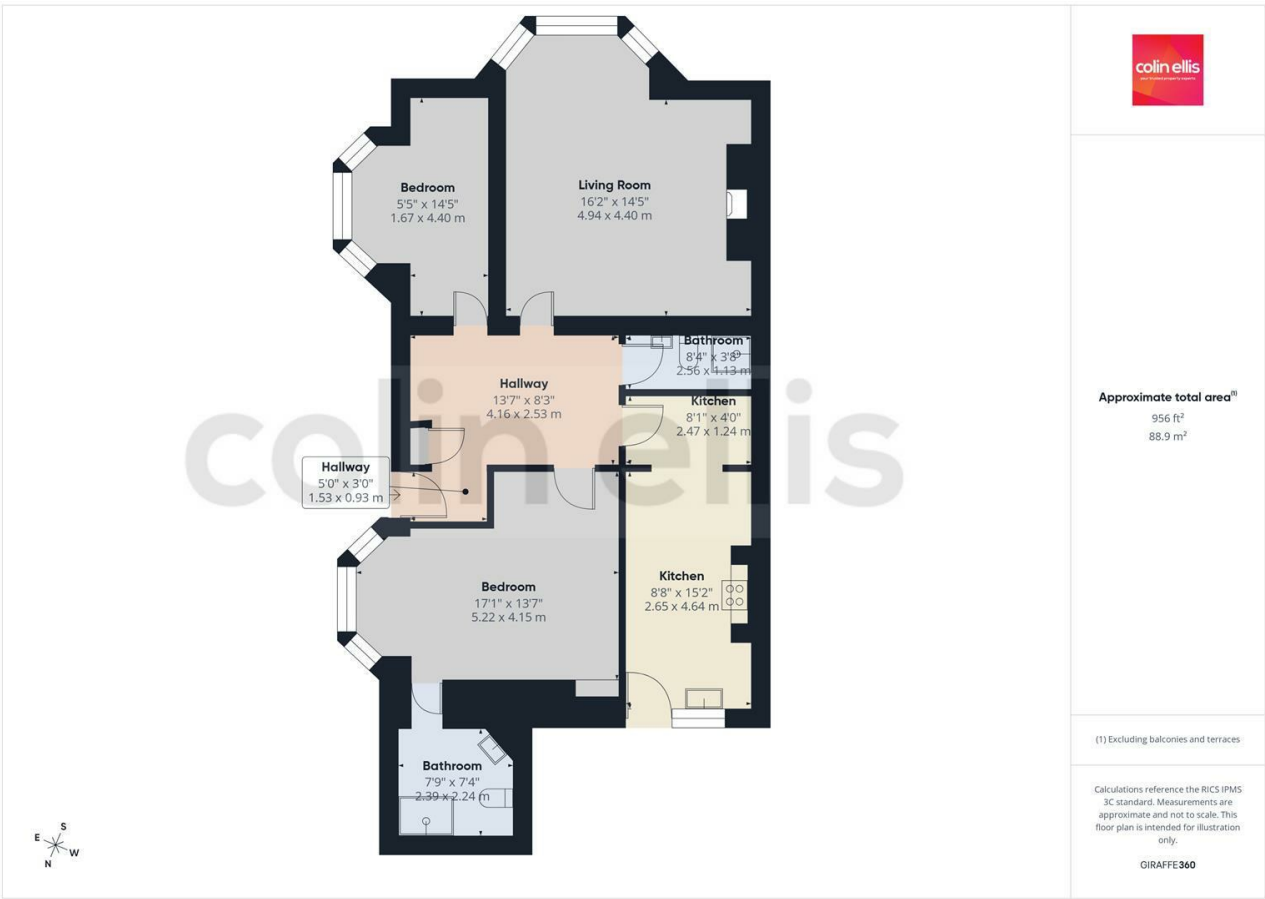 colin ellis
your trusted property experts
Bedroom
5'5" x 14'5"
1.67 x 4.40 m
Living Room
16'2" x 14'5"
4.94 x 4.40 m
Bathroom
8'4" x 3'8"
2.56 x 1.13 m
Hallway
13'7" x 8'3"
4.16 x 2.53 m
Kitchen
8'1" x 4'0"
2.47 x 1.24 m
colin ellis
Hallway
5'0" x 3'0"
1.53 x 0.93 m
Bedroom
17'1" x 13'7"
5.22 x 4.15 m
Kitchen
8'8" x 15'2"
2.65 x 4.64 m
Bathroom
7'9" x 7'4"
2.39 x 2.24 m
S
E
W
N
Approximate total area(1)
956 ft²
88.9 m²
(1) Excluding balconies and terraces
Calculations reference the RICS IPMS
3C standard. Measurements are
approximate and not to scale. This
floor plan is intended for illustration
only.
GIRAFFE360